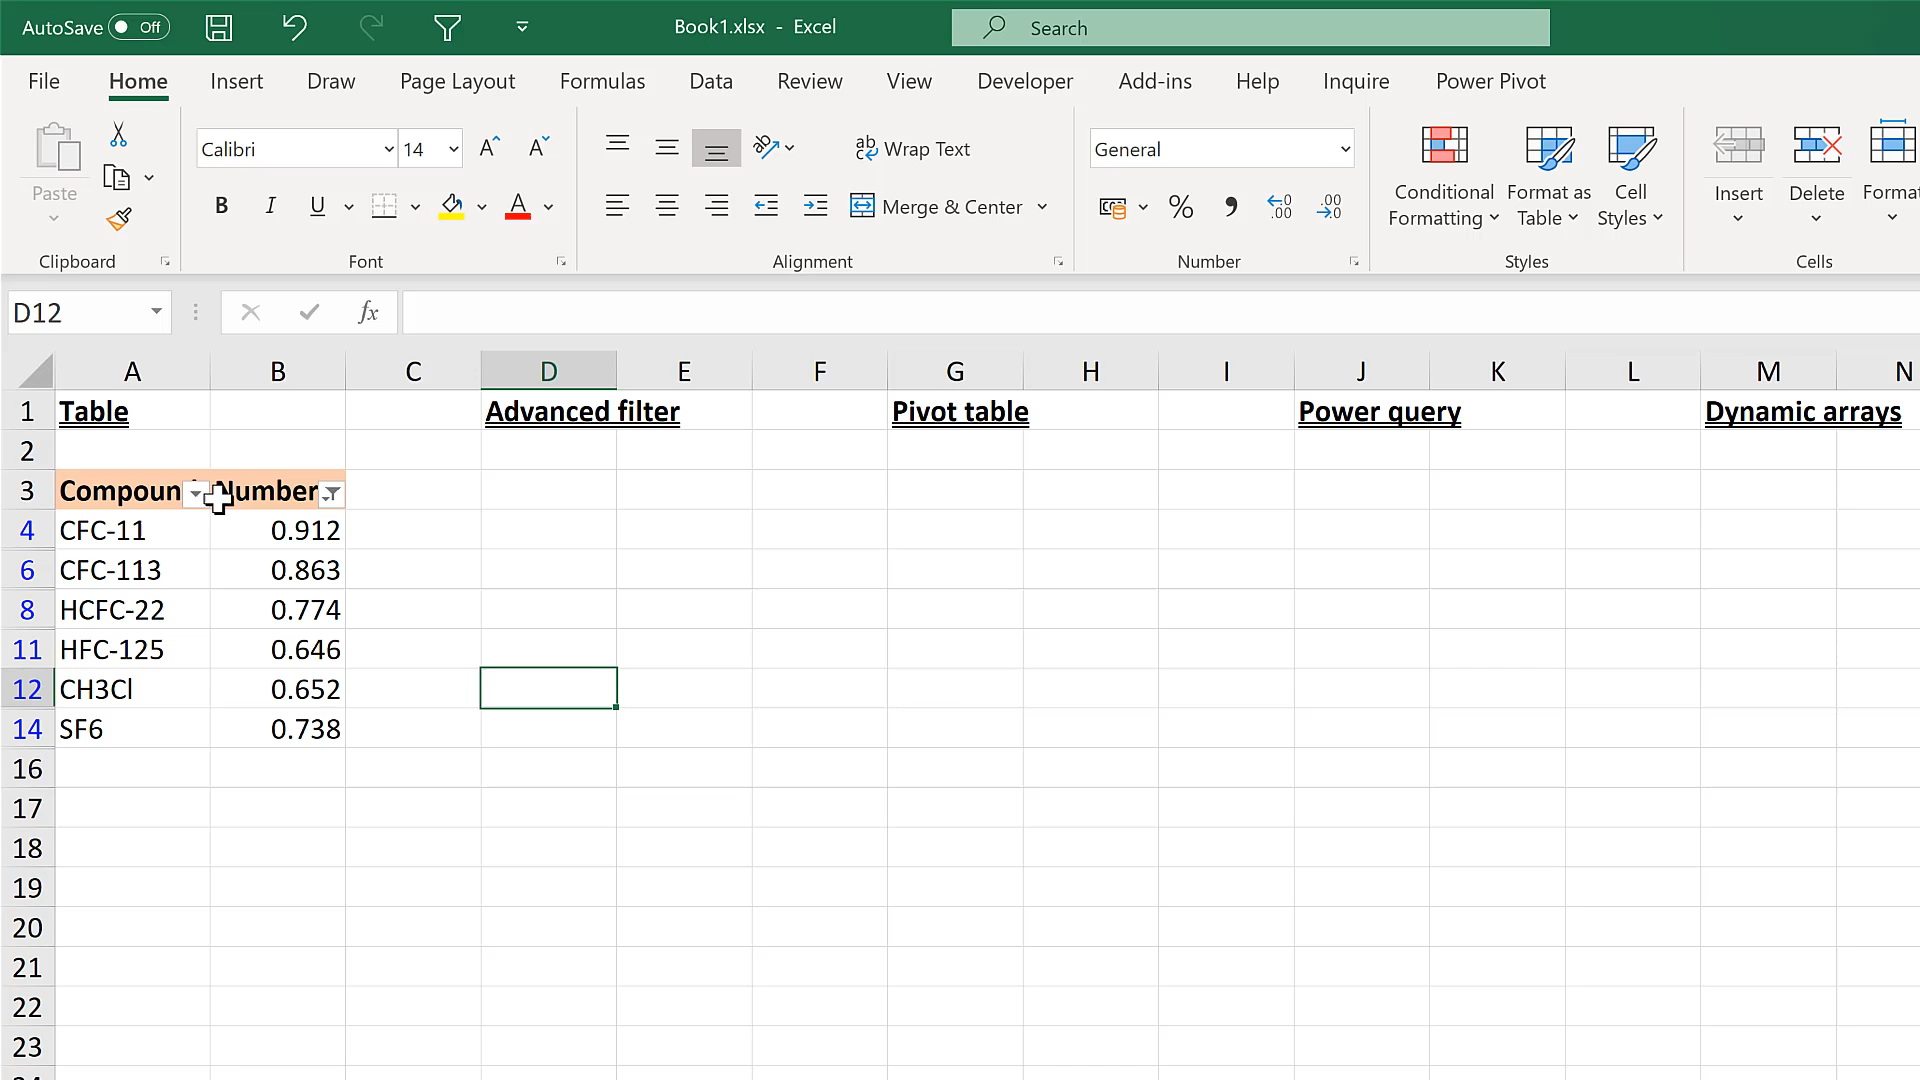 AutoSave Off Book1.xlsx - Excel Search
File Home Insert Draw Page Layout Formulas Data Review View Developer Add-ins Help Inquire Power Pivot
Paste
Calibri 14
Wrap Text
General
Conditional Formatting
Format as Table
Cell Styles
Insert Delete
B I U
Merge & Center
Clipboard Font Alignment Number Styles Cells
D12 fx
A B C D E F G H I J K L M N
1 Table Advanced filter Pivot table Power query Dynamic arrays
2
3 Compoun Number
4 CFC-11 0.912
6 CFC-113 0.863
8 HCFC-22 0.774
11 HFC-125 0.646
12 CH3Cl 0.652
14 SF6 0.738
16
17
18
19
20
21
22
23